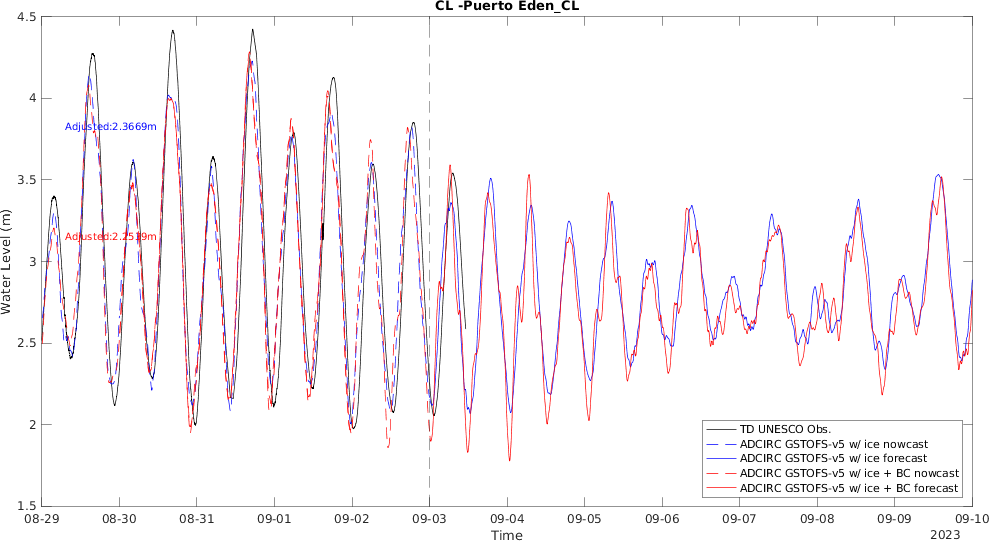 CL -Puerto Eden_CL
4.5
4
3.5
3
2.5
2
1.5
Water Level (m)
Adjusted:2.3669m
Adjusted:2.2519m
TD UNESCO Obs.
ADCIRC GSTOFS-v5 w/ ice nowcast
ADCIRC GSTOFS-v5 w/ ice forecast
ADCIRC GSTOFS-v5 w/ ice + BC nowcast
ADCIRC GSTOFS-v5 w/ ice + BC forecast
08-29 08-30 08-31 09-01 09-02 09-03 09-04 09-05 09-06 09-07 09-08 09-09 09-10
Time
2023